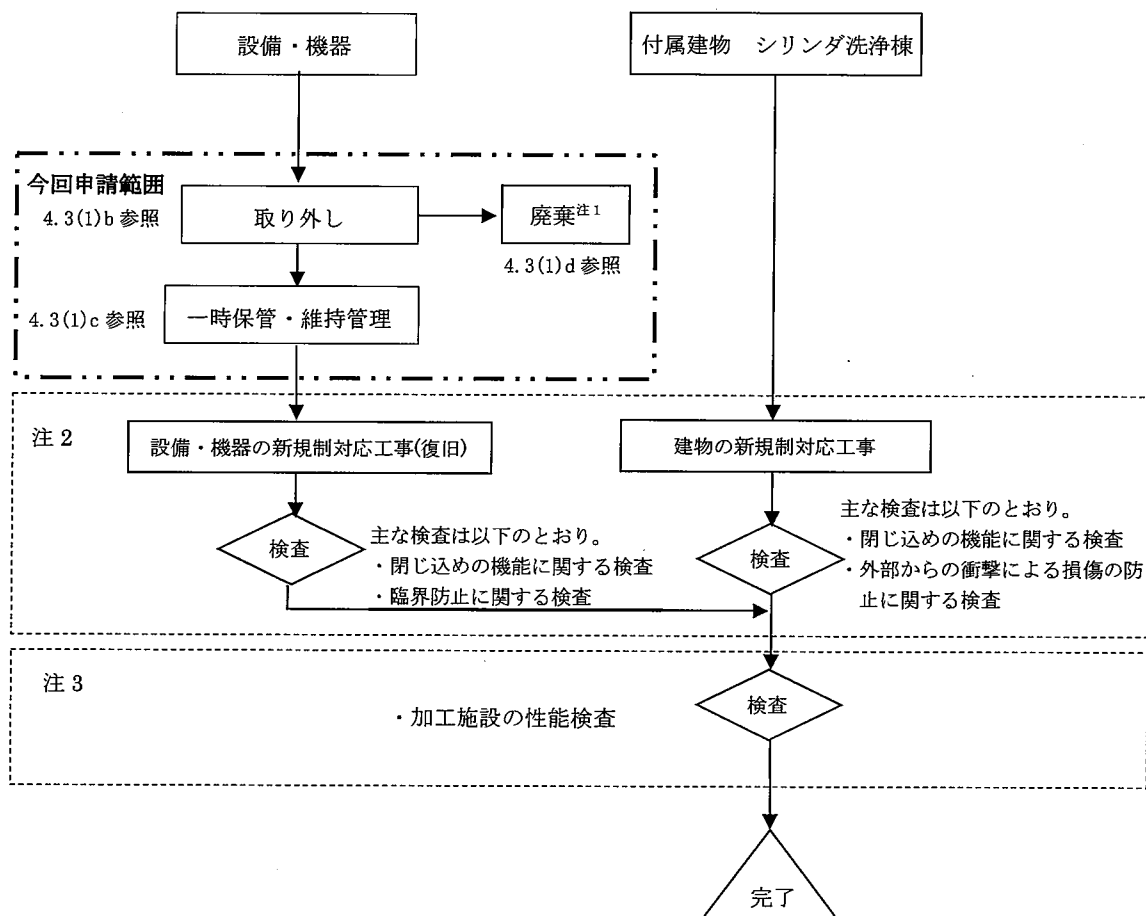 設備・機器
付属建物　シリンダ洗浄棟
今回申請範囲
4.3(1)b 参照
取り外し
廃棄注1
4.3(1)d 参照
4.3(1)c 参照
一時保管・維持管理
注 2
設備・機器の新規制対応工事(復旧)
建物の新規制対応工事
検査
主な検査は以下のとおり。
・閉じ込めの機能に関する検査
・臨界防止に関する検査
検査
主な検査は以下のとおり。
・閉じ込めの機能に関する検査
・外部からの衝撃による損傷の防
止に関する検査
注 3
・加工施設の性能検査
検査
完了